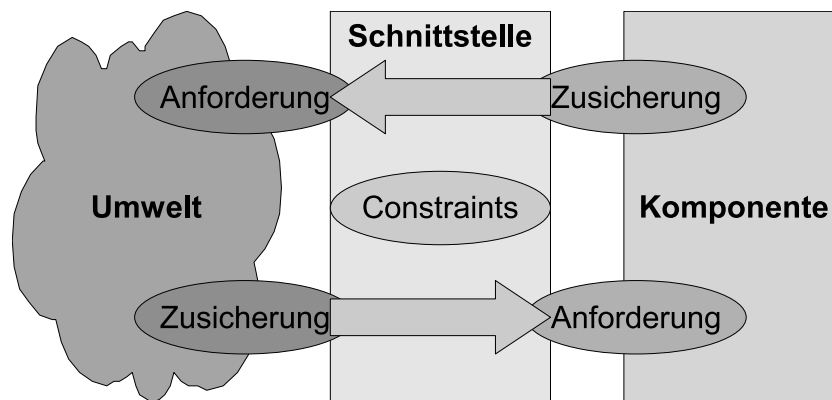 Schnittstelle
Anforderung
Zusicherung
Umwelt
Constraints
Komponente
Zusicherung
Anforderung